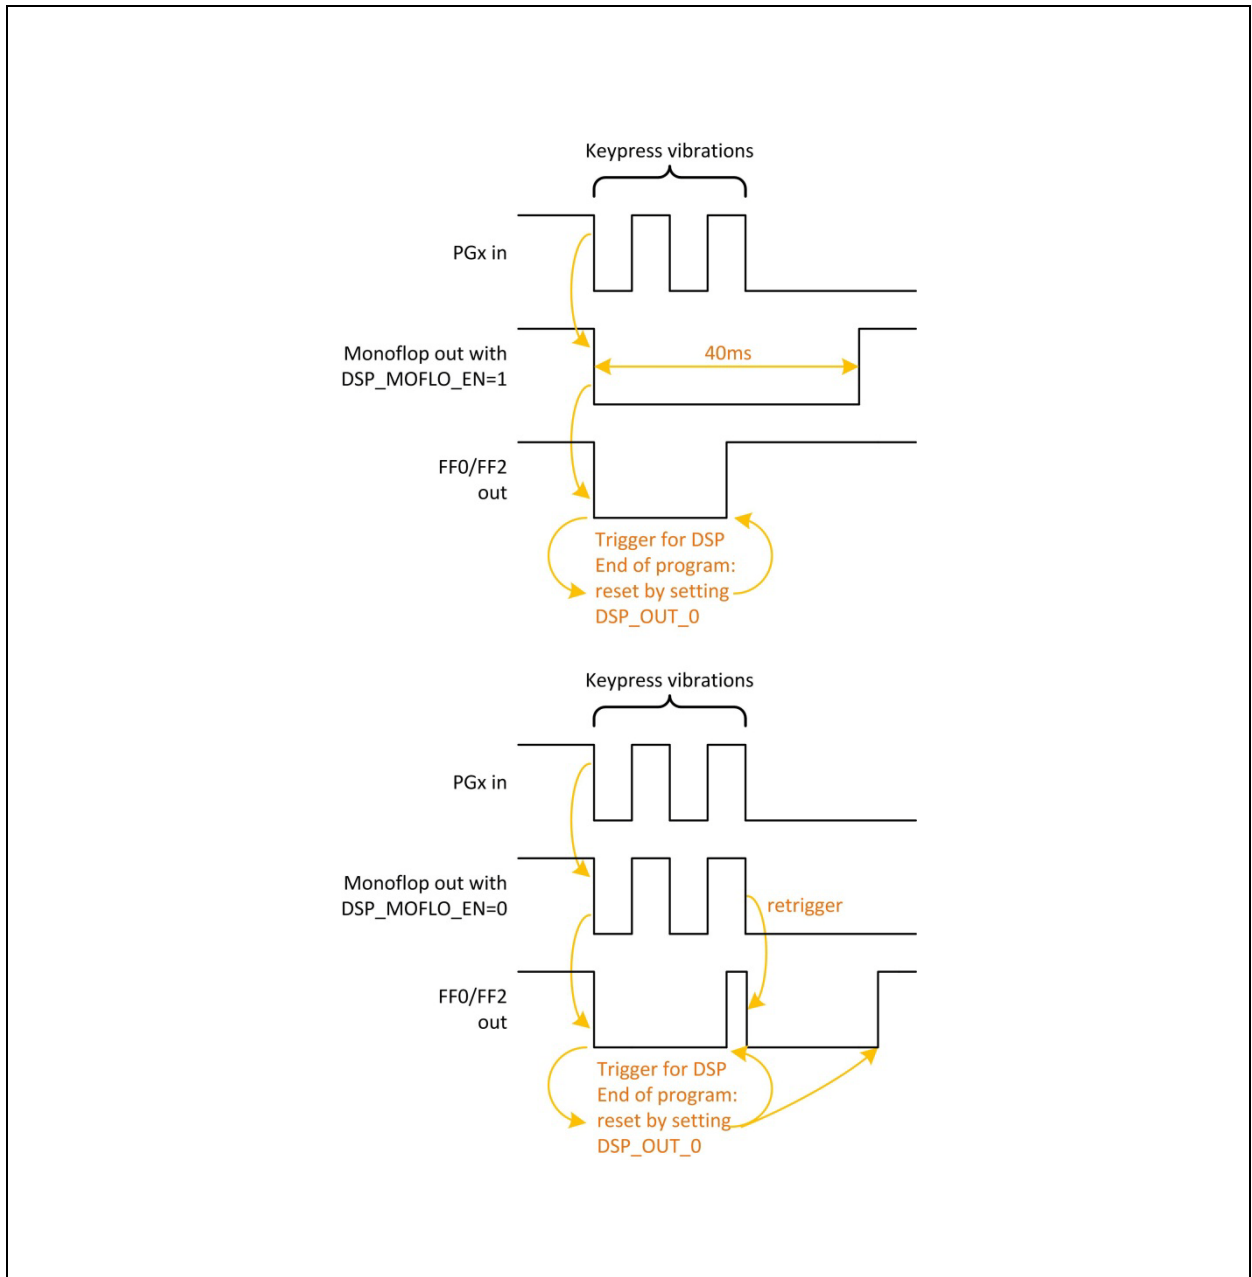 Keypress vibrations
PGx in
Monoflop out with
DSP_MOFLO_EN=1
40ms
FF0/FF2
out
Trigger for DSP
End of program:
reset by setting
DSP_OUT_0
Keypress vibrations
PGx in
Monoflop out with
DSP_MOFLO_EN=0
retrigger
FF0/FF2
out
Trigger for DSP
End of program:
reset by setting
DSP_OUT_0